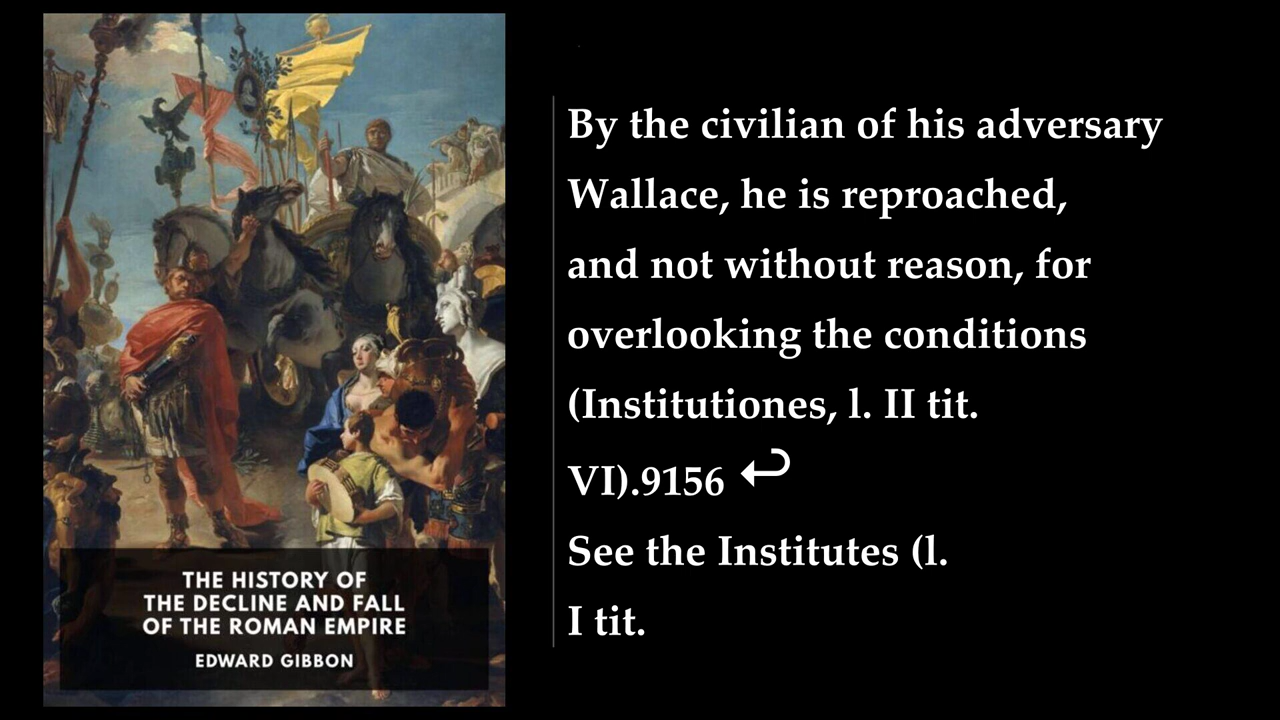 THE HISTORY OF
THE DECLINE AND FALL
OF THE ROMAN EMPIRE
EDWARD GIBBON
By the civilian of his adversary
Wallace, he is reproached,
and not without reason, for
overlooking the conditions
(Institutiones, l. II tit.
VI).9156 ↩
See the Institutes (l.
I tit.